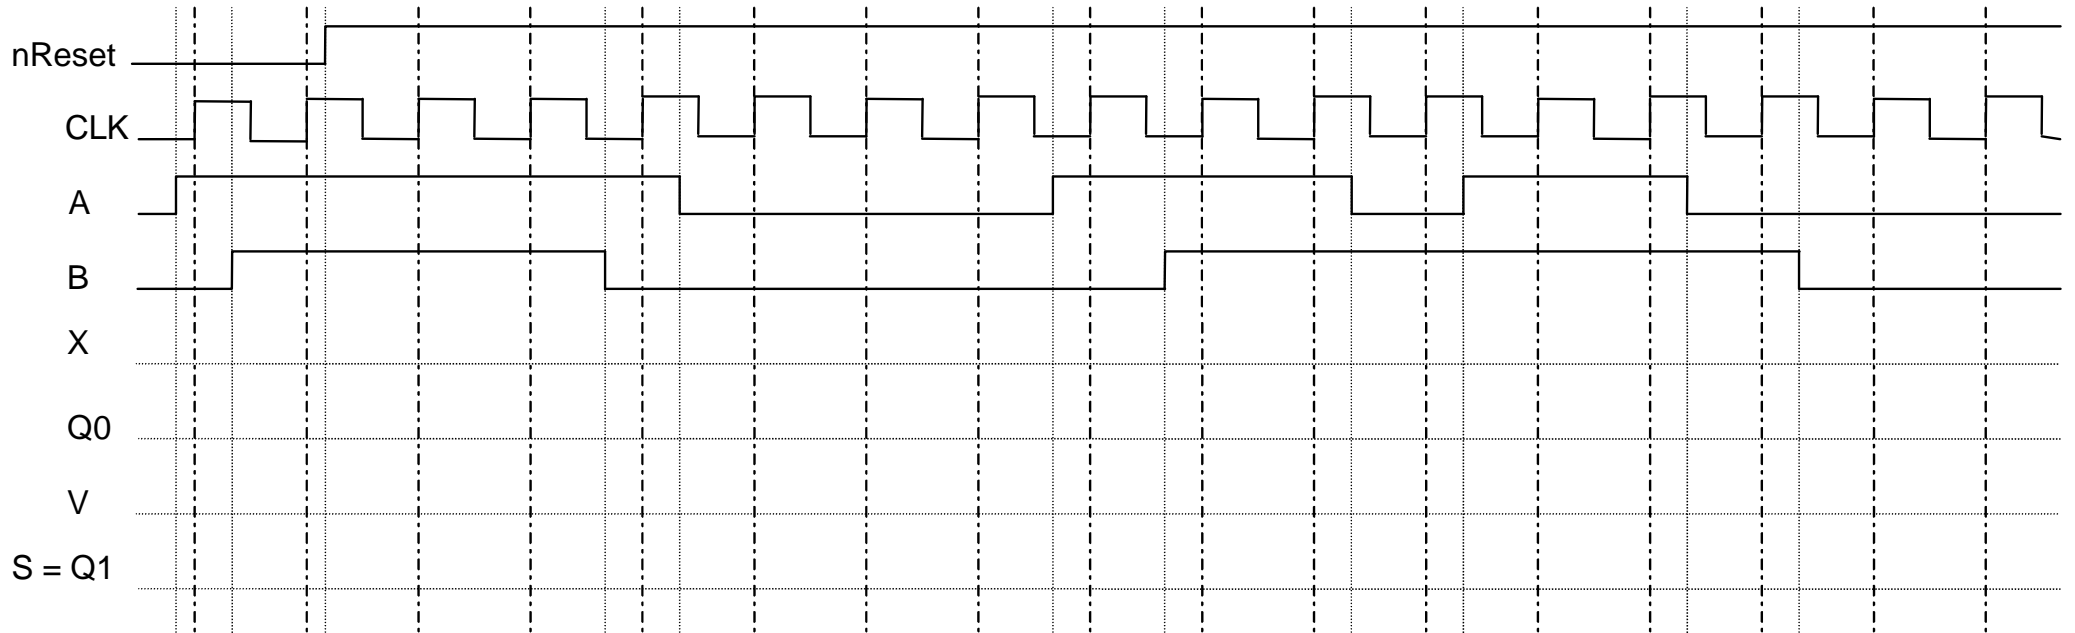 nReset
CLK
A
B
X
Q0
V
S = Q1